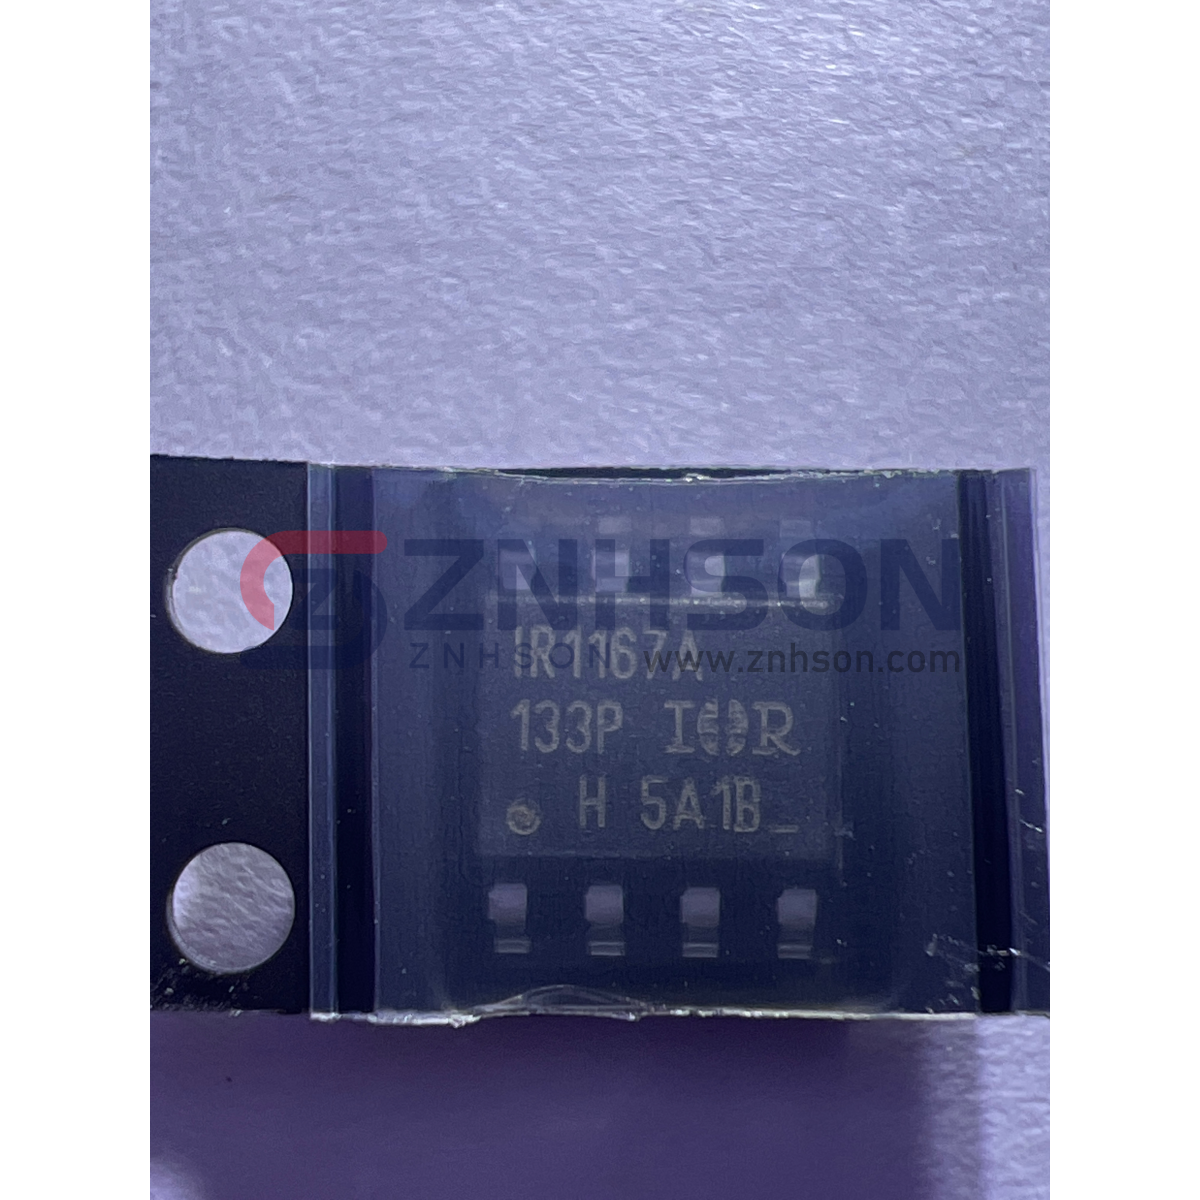 ZNHSON
ZNHSON www.znhson.com
IR1167A
133P IOR
H 5A1B_